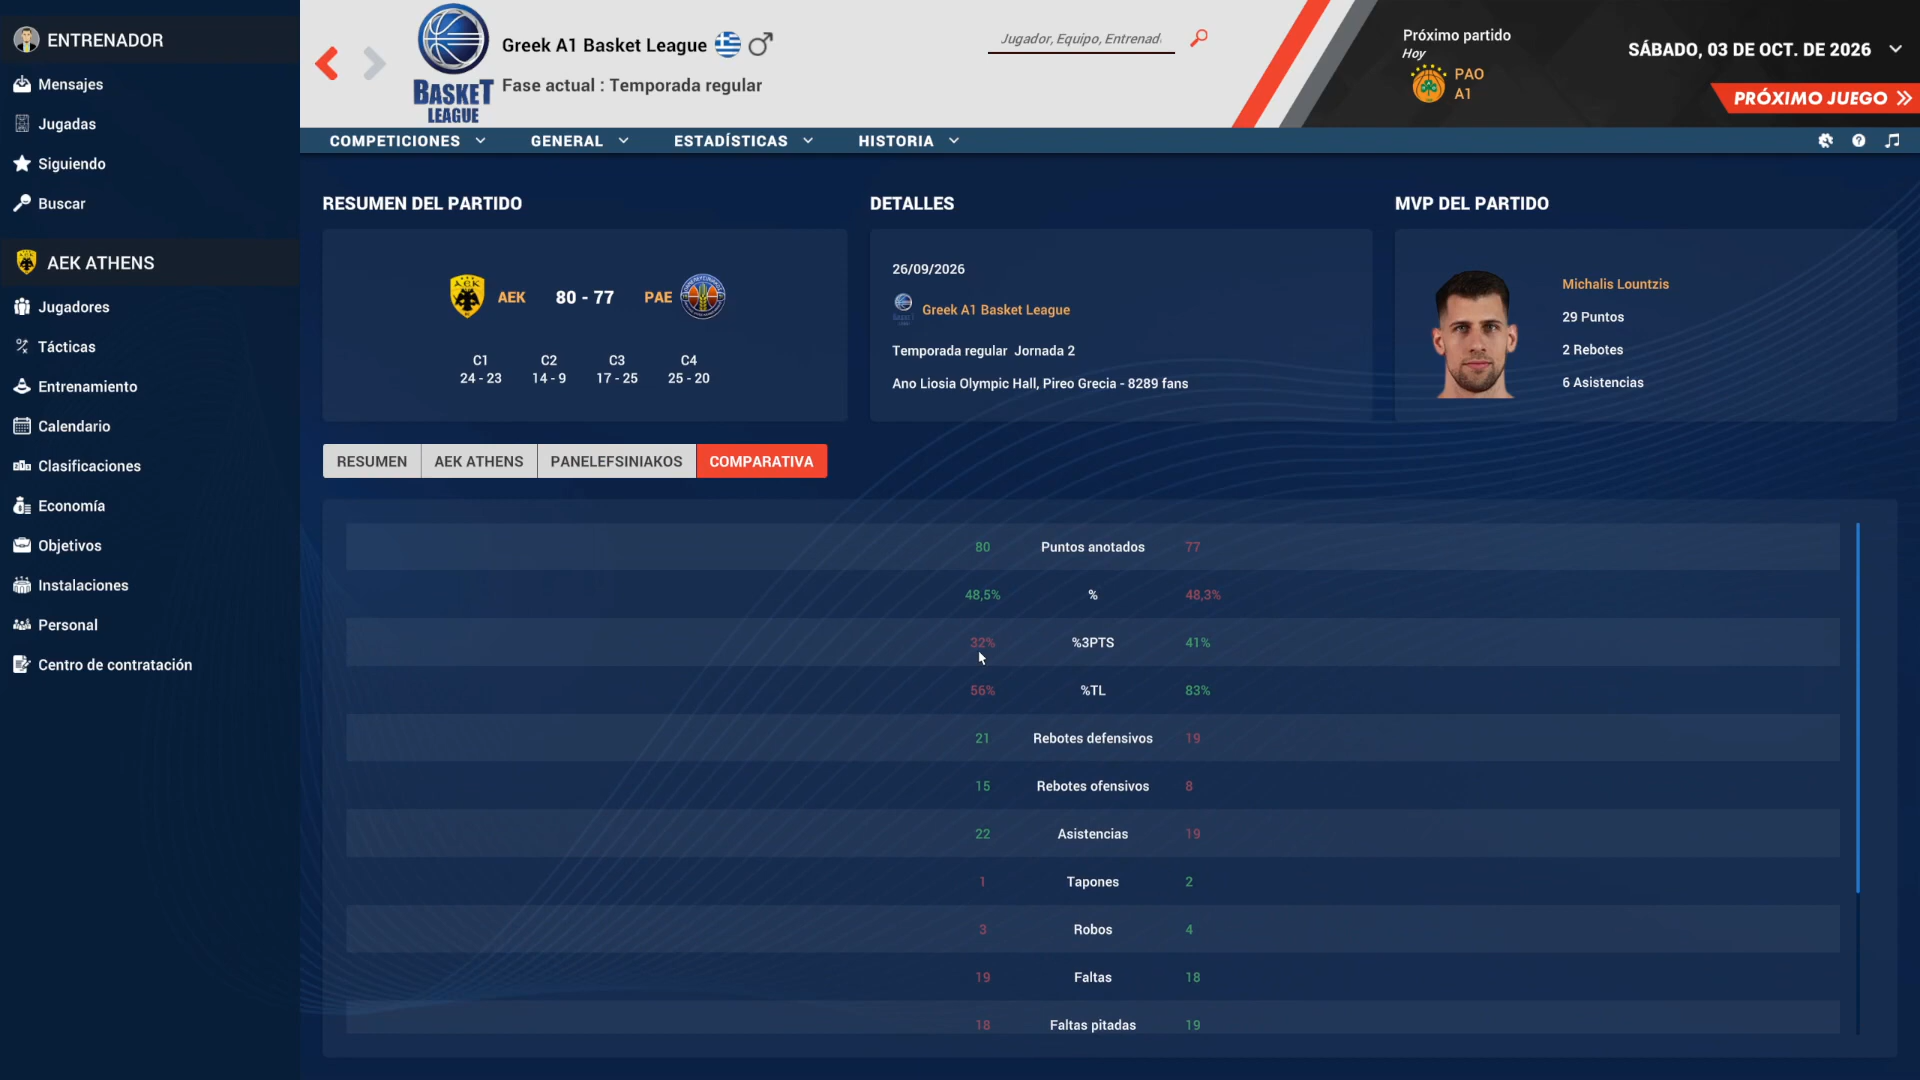 ENTRENADOR
Mensajes
Jugadas
Siguiendo
Buscar
AEK ATHENS
Jugadores
Tácticas
Entrenamiento
Calendario
Clasificaciones
Economía
Objetivos
Instalaciones
Personal
Centro de contratación
BASKET
LEAGUE
Greek A1 Basket League
Fase actual : Temporada regular
Jugador, Equipo, Entrenad
Próximo partido
Hoy
PAO
A1
SÁBADO, 03 DE OCT. DE 2026
PRÓXIMO JUEGO
COMPETICIONES GENERAL ESTADÍSTICAS HISTORIA
RESUMEN DEL PARTIDO
AEK 80 - 77 PAE
C1 C2 C3 C4
24 - 23 14 - 9 17 - 25 25 - 20
DETALLES
26/09/2026
Greek A1 Basket League
Temporada regular Jornada 2
Ano Liosia Olympic Hall, Pireo Grecia - 8289 fans
MVP DEL PARTIDO
Michalis Lountzis
29 Puntos
2 Rebotes
6 Asistencias
RESUMEN AEK ATHENS PANELEFSINIAKOS COMPARATIVA
80 Puntos anotados 77
48,5% % 48,3%
32% %3PTS 41%
56% %TL 83%
21 Rebotes defensivos 19
15 Rebotes ofensivos 8
22 Asistencias 19
1 Tapones 2
3 Robos 4
19 Faltas 18
18 Faltas pitadas 19